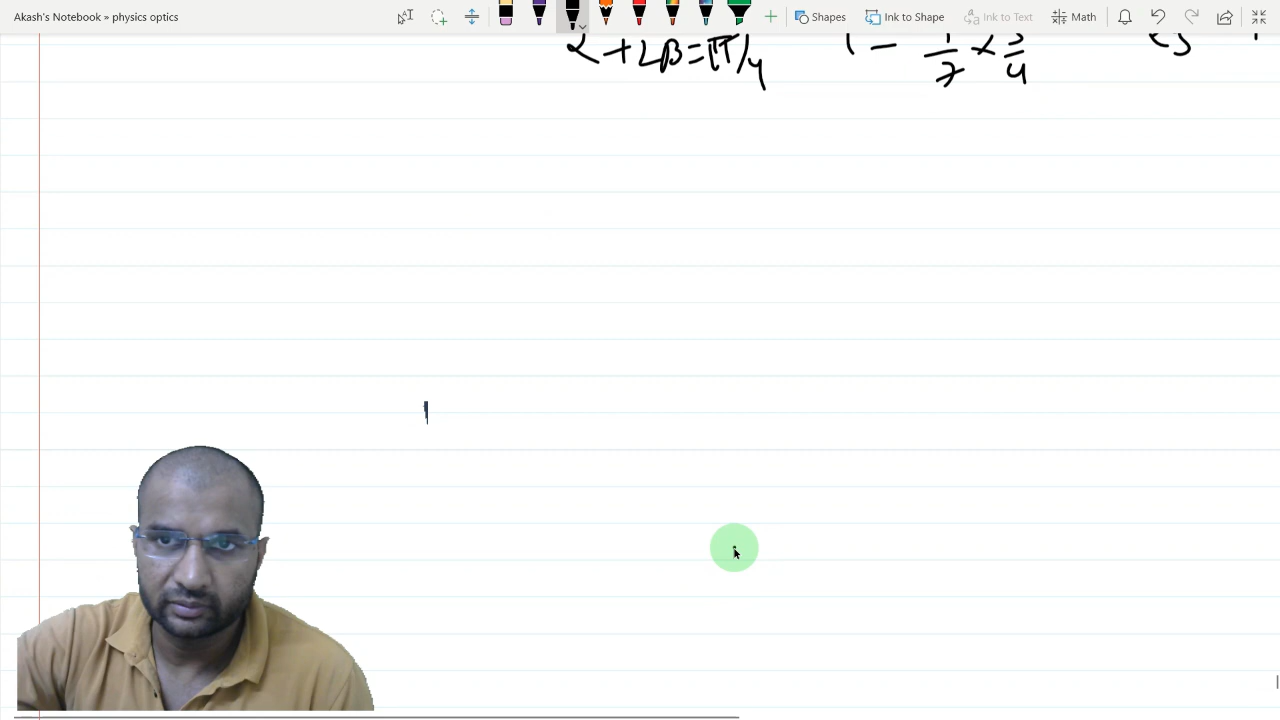 Akash's Notebook » physics optics
Shapes
Ink to Shape
Ink to Text
Math
α + 2β = π/4
1 - 1/7 × 3/4